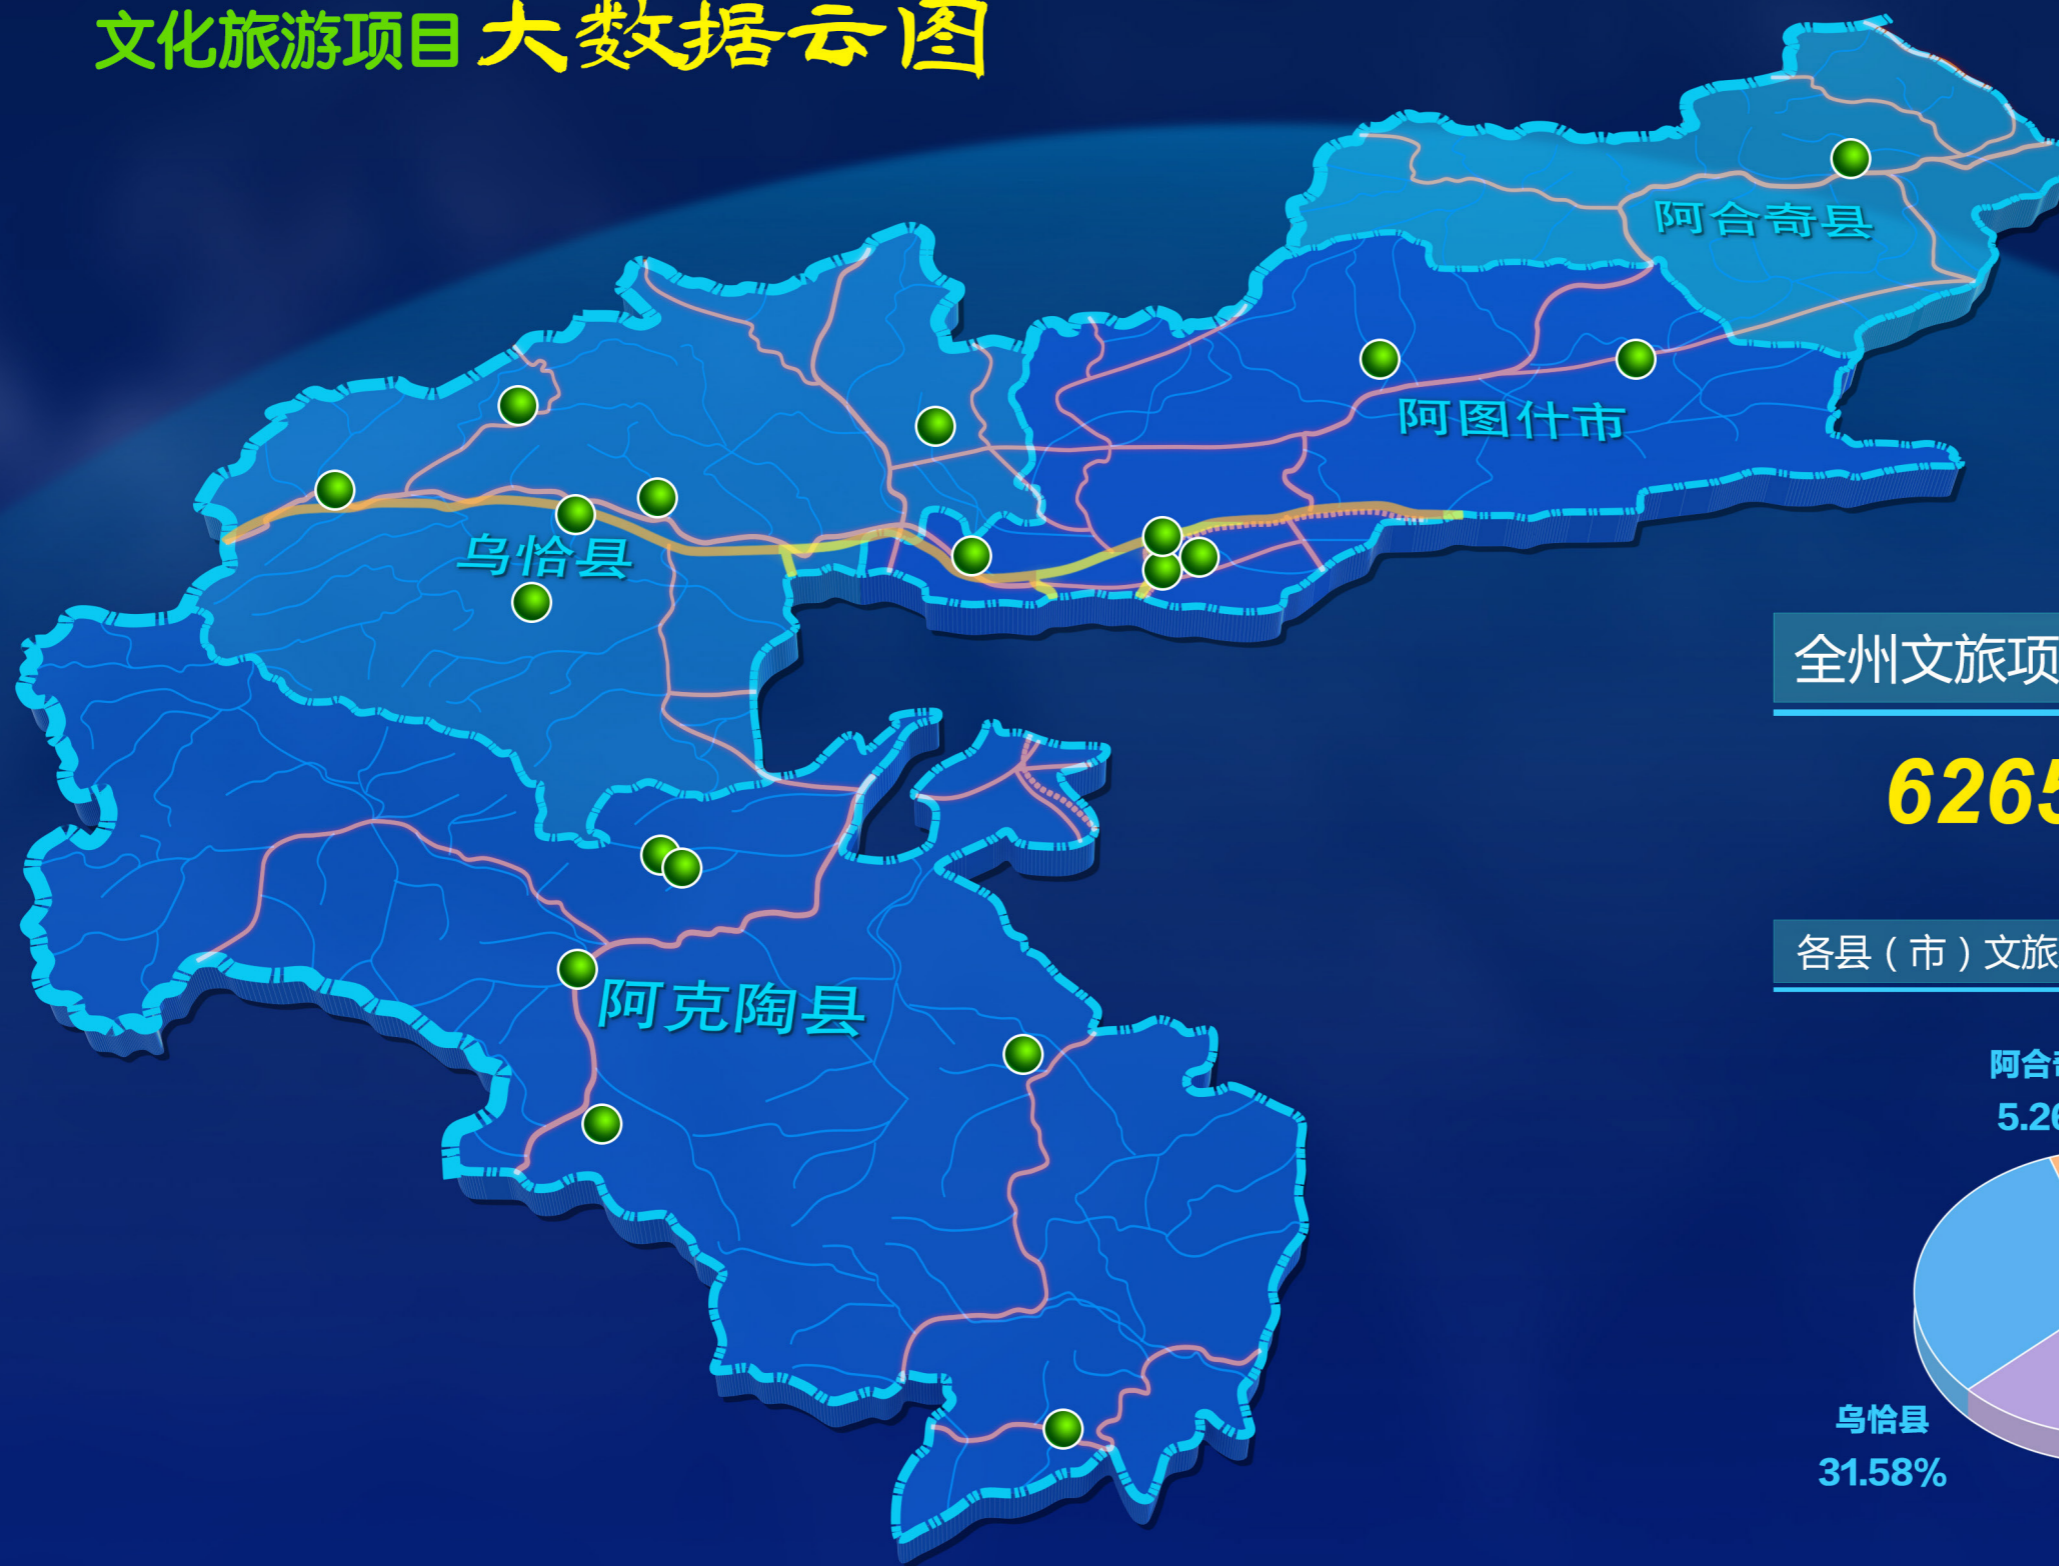 文化旅游项目 大数据云图
阿合奇县
阿图什市
乌恰县
阿克陶县
全州文旅项
6265
各县（市）文旅
阿合奇
5.26
乌恰县
31.58%